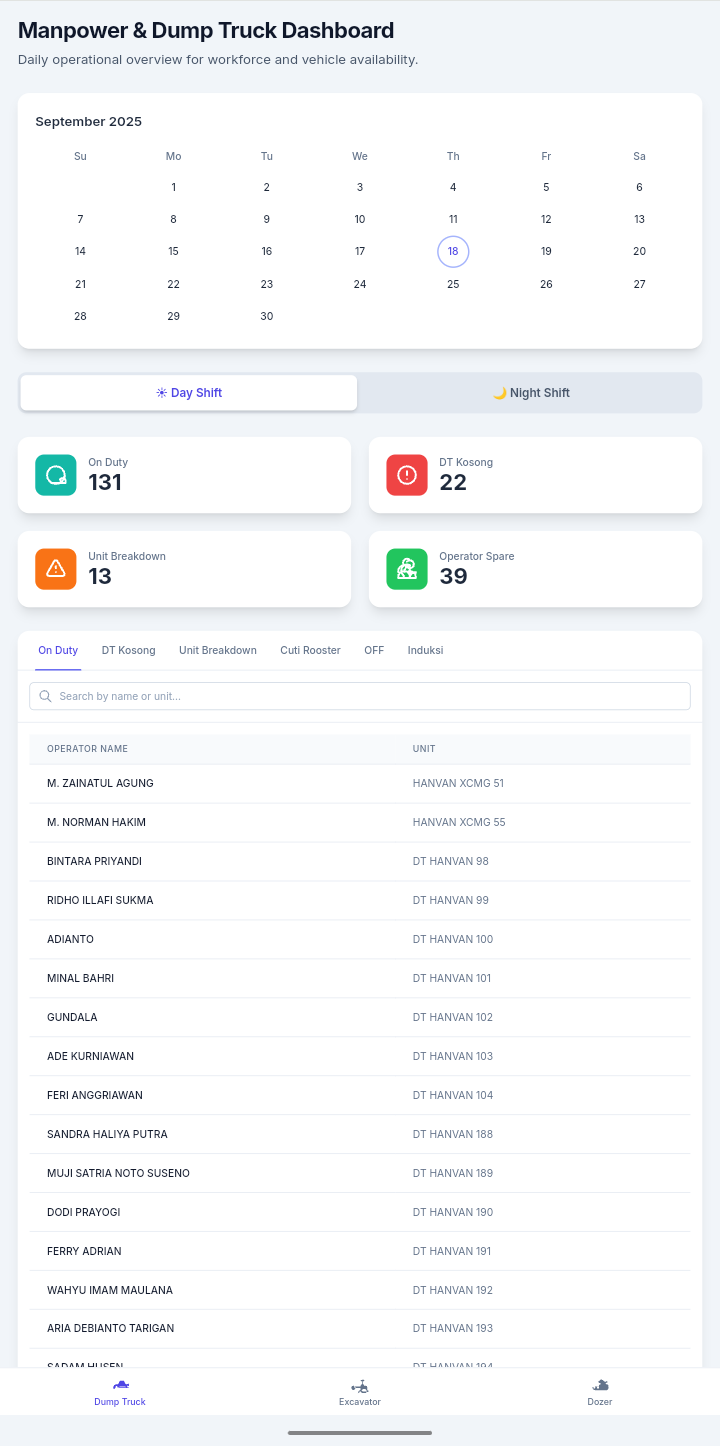 Manpower & Dump Truck Dashboard
Daily operational overview for workforce and vehicle availability.
September 2025
Su Mo Tu We Th Fr Sa
1 2 3 4 5 6
7 8 9 10 11 12 13
14 15 16 17 18 19 20
21 22 23 24 25 26 27
28 29 30
☀️ Day Shift 🌙 Night Shift
On Duty
131
DT Kosong
22
Unit Breakdown
13
Operator Spare
39
On Duty DT Kosong Unit Breakdown Cuti Rooster OFF Induksi
Search by name or unit...
OPERATOR NAME UNIT
M. ZAINATUL AGUNG HANVAN XCMG 51
M. NORMAN HAKIM HANVAN XCMG 55
BINTARA PRIYANDI DT HANVAN 98
RIDHO ILLAFI SUKMA DT HANVAN 99
ADIANTO DT HANVAN 100
MINAL BAHRI DT HANVAN 101
GUNDALA DT HANVAN 102
ADE KURNIAWAN DT HANVAN 103
FERI ANGGRIAWAN DT HANVAN 104
SANDRA HALIYA PUTRA DT HANVAN 188
MUJI SATRIA NOTO SUSENO DT HANVAN 189
DODI PRAYOGI DT HANVAN 190
FERRY ADRIAN DT HANVAN 191
WAHYU IMAM MAULANA DT HANVAN 192
ARIA DEBIANTO TARIGAN DT HANVAN 193
SADAM HUSEN DT HANVAN 194
Dump Truck Excavator Dozer